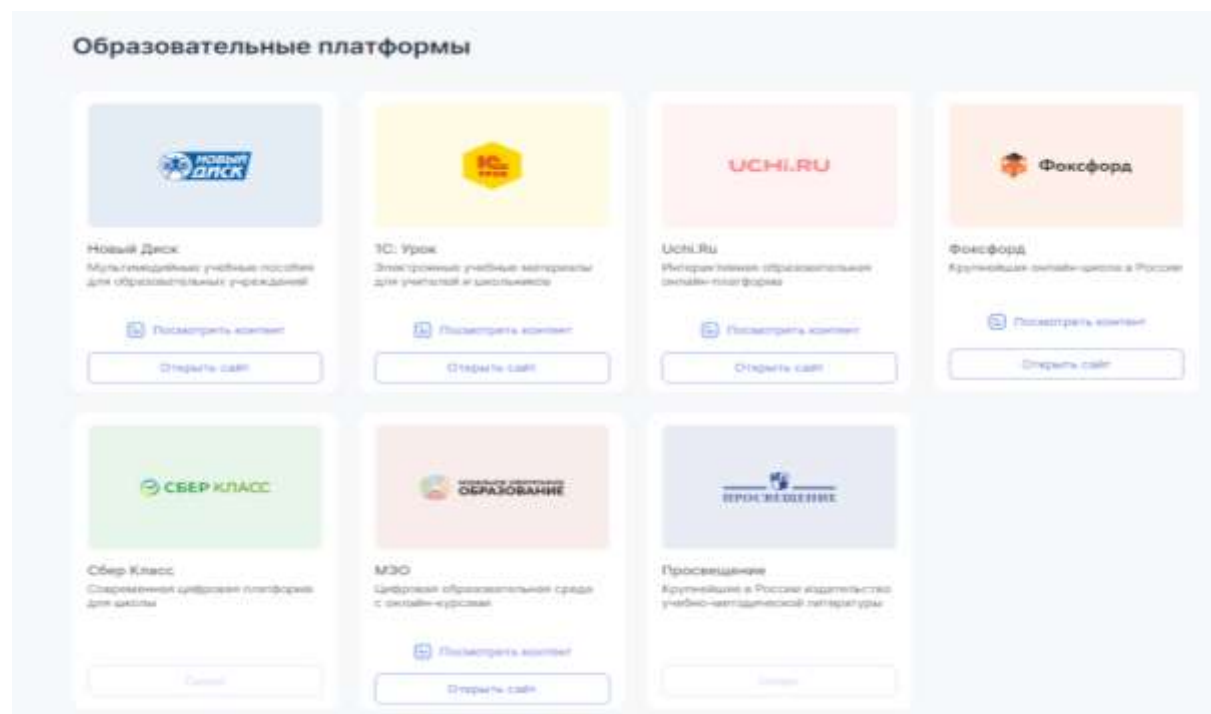 Образовательные платформы
НОВЫЙ
ДИСК
1С
УРОК
UCHi.RU
Фоксфорд
Новый Диск
Мультимедийные учебные пособия
для образовательных учреждений
Посмотреть контент
Открыть сайт
1С: Урок
Электронные учебные материалы
для учителей и школьников
Посмотреть контент
Открыть сайт
Uchi.Ru
Интерактивная образовательная
онлайн-платформа
Посмотреть контент
Открыть сайт
Фоксфорд
Крупнейшая онлайн-школа в России
Посмотреть контент
Открыть сайт
СБЕР КЛАСС
МОБИЛЬНОЕ ЭЛЕКТРОННОЕ
ОБРАЗОВАНИЕ
ПРОСВЕЩЕНИЕ
Сбер Класс
Современная цифровая платформа
для школы
МЭО
Цифровая образовательная среда
с онлайн-курсами
Посмотреть контент
Открыть сайт
Просвещение
Крупнейшее в России издательство
учебно-методической литературы